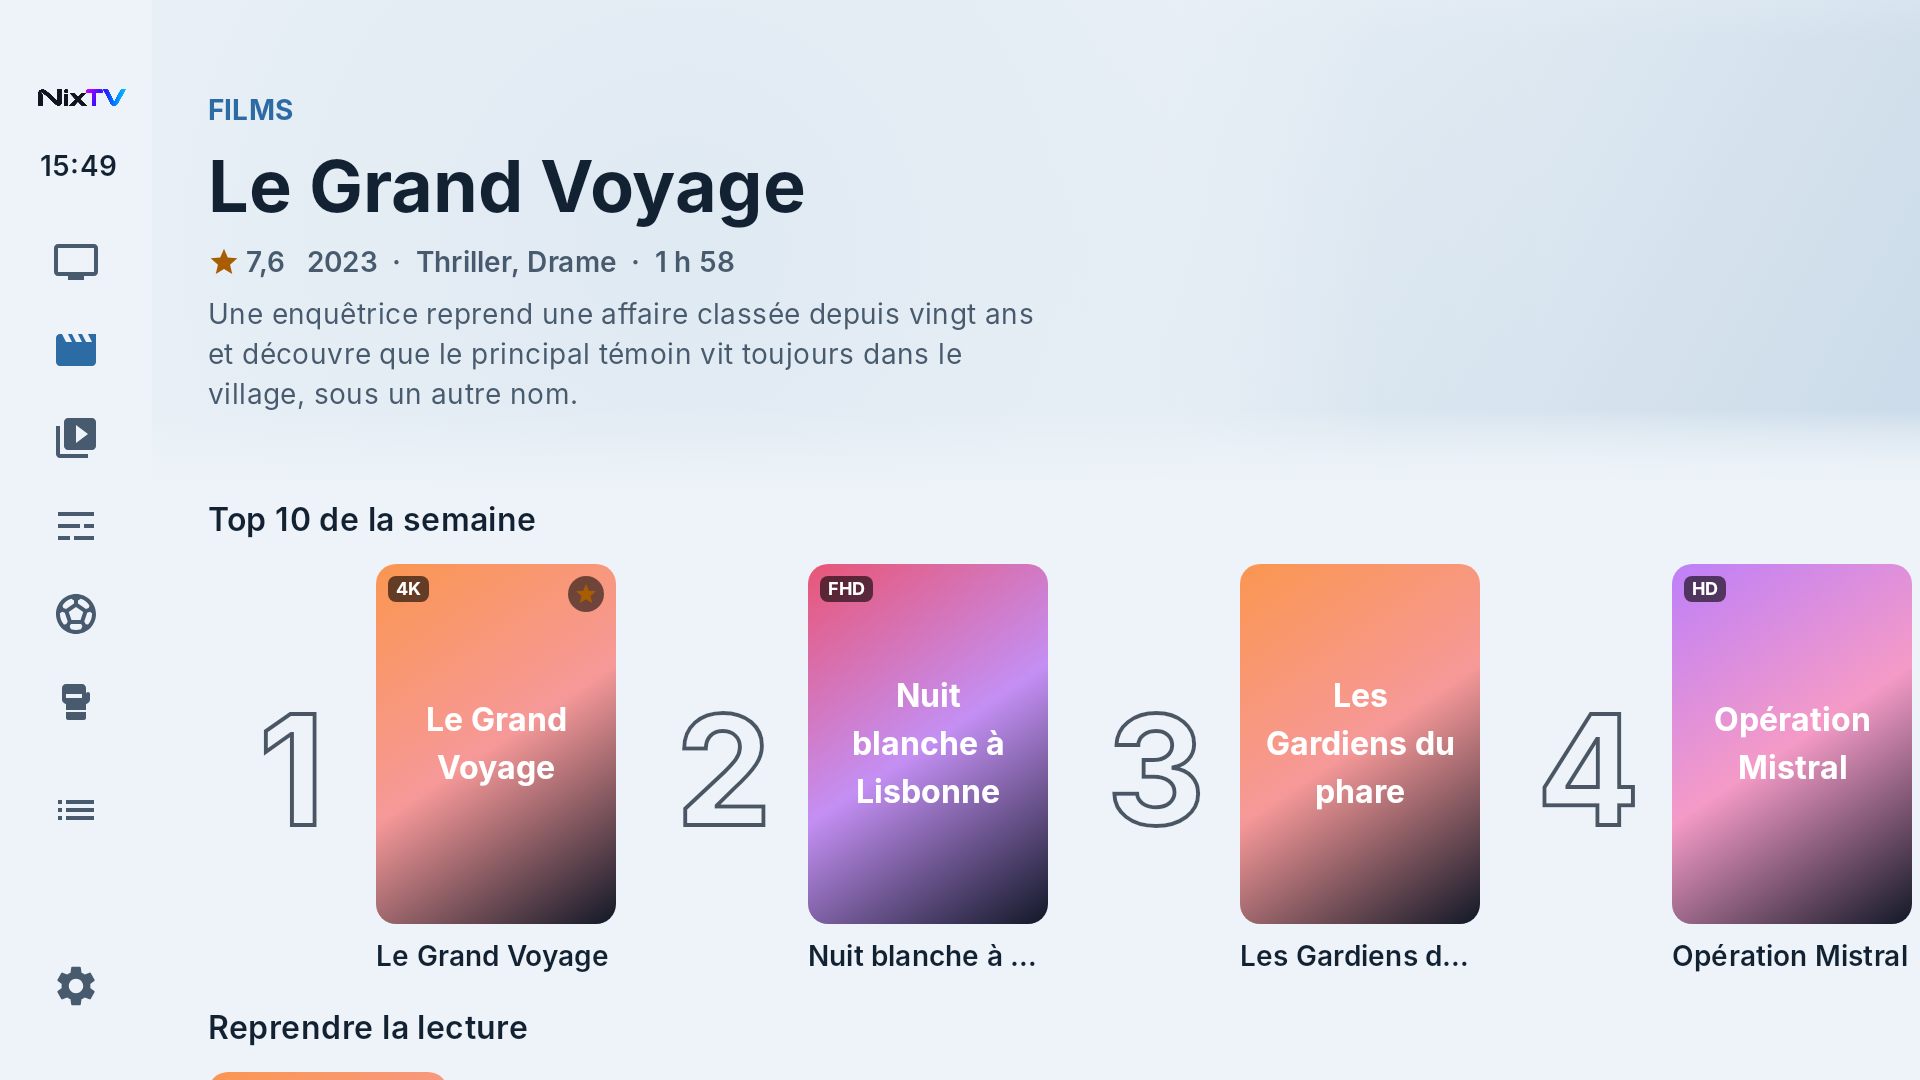 NixTV
15:49
FILMS
Le Grand Voyage
7,6 2023 · Thriller, Drame · 1 h 58
Une enquêtrice reprend une affaire classée depuis vingt ans
et découvre que le principal témoin vit toujours dans le
village, sous un autre nom.
Top 10 de la semaine
1
4K
Le Grand
Voyage
Le Grand Voyage
2
FHD
Nuit
blanche à
Lisbonne
Nuit blanche à ...
3
Les
Gardiens du
phare
Les Gardiens d...
4
HD
Opération
Mistral
Opération Mistral
Reprendre la lecture